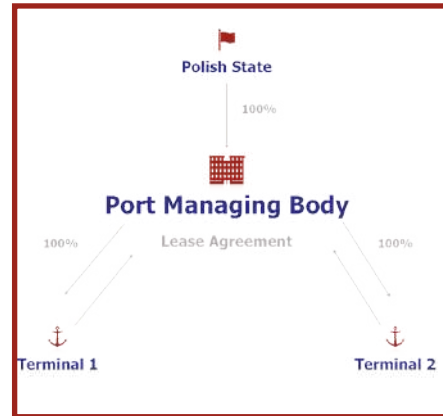 Polish State
100%
Port Managing Body
100%
Lease Agreement
100%
Terminal 1
Terminal 2